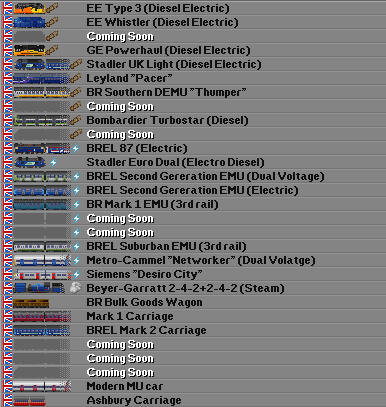 EE Type 3 (Diesel Electric)
EE Whistler (Diesel Electric)
Coming Soon
GE Powerhaul (Diesel Electric)
Stadler UK Light (Diesel Electric)
Leyland "Pacer"
BR Southern DEMU "Thumper"
Coming Soon
Bombardier Turbostar (Diesel)
Coming Soon
BREL 87 (Electric)
Stadler Euro Dual (Electro Diesel)
BREL Second Gereration EMU (Dual Voltage)
BREL Second Gereration EMU (Electric)
BR Mark 1 EMU (3rd rail)
Coming Soon
Coming Soon
BREL Suburban EMU (3rd rail)
Metro-Cammel "Networker" (Dual Volatge)
Siemens "Desiro City"
Beyer-Garratt 2-4-2+2-4-2 (Steam)
BR Bulk Goods Wagon
Mark 1 Carriage
BREL Mark 2 Carriage
Coming Soon
Coming Soon
Coming Soon
Modern MU car
Ashbury Carriage